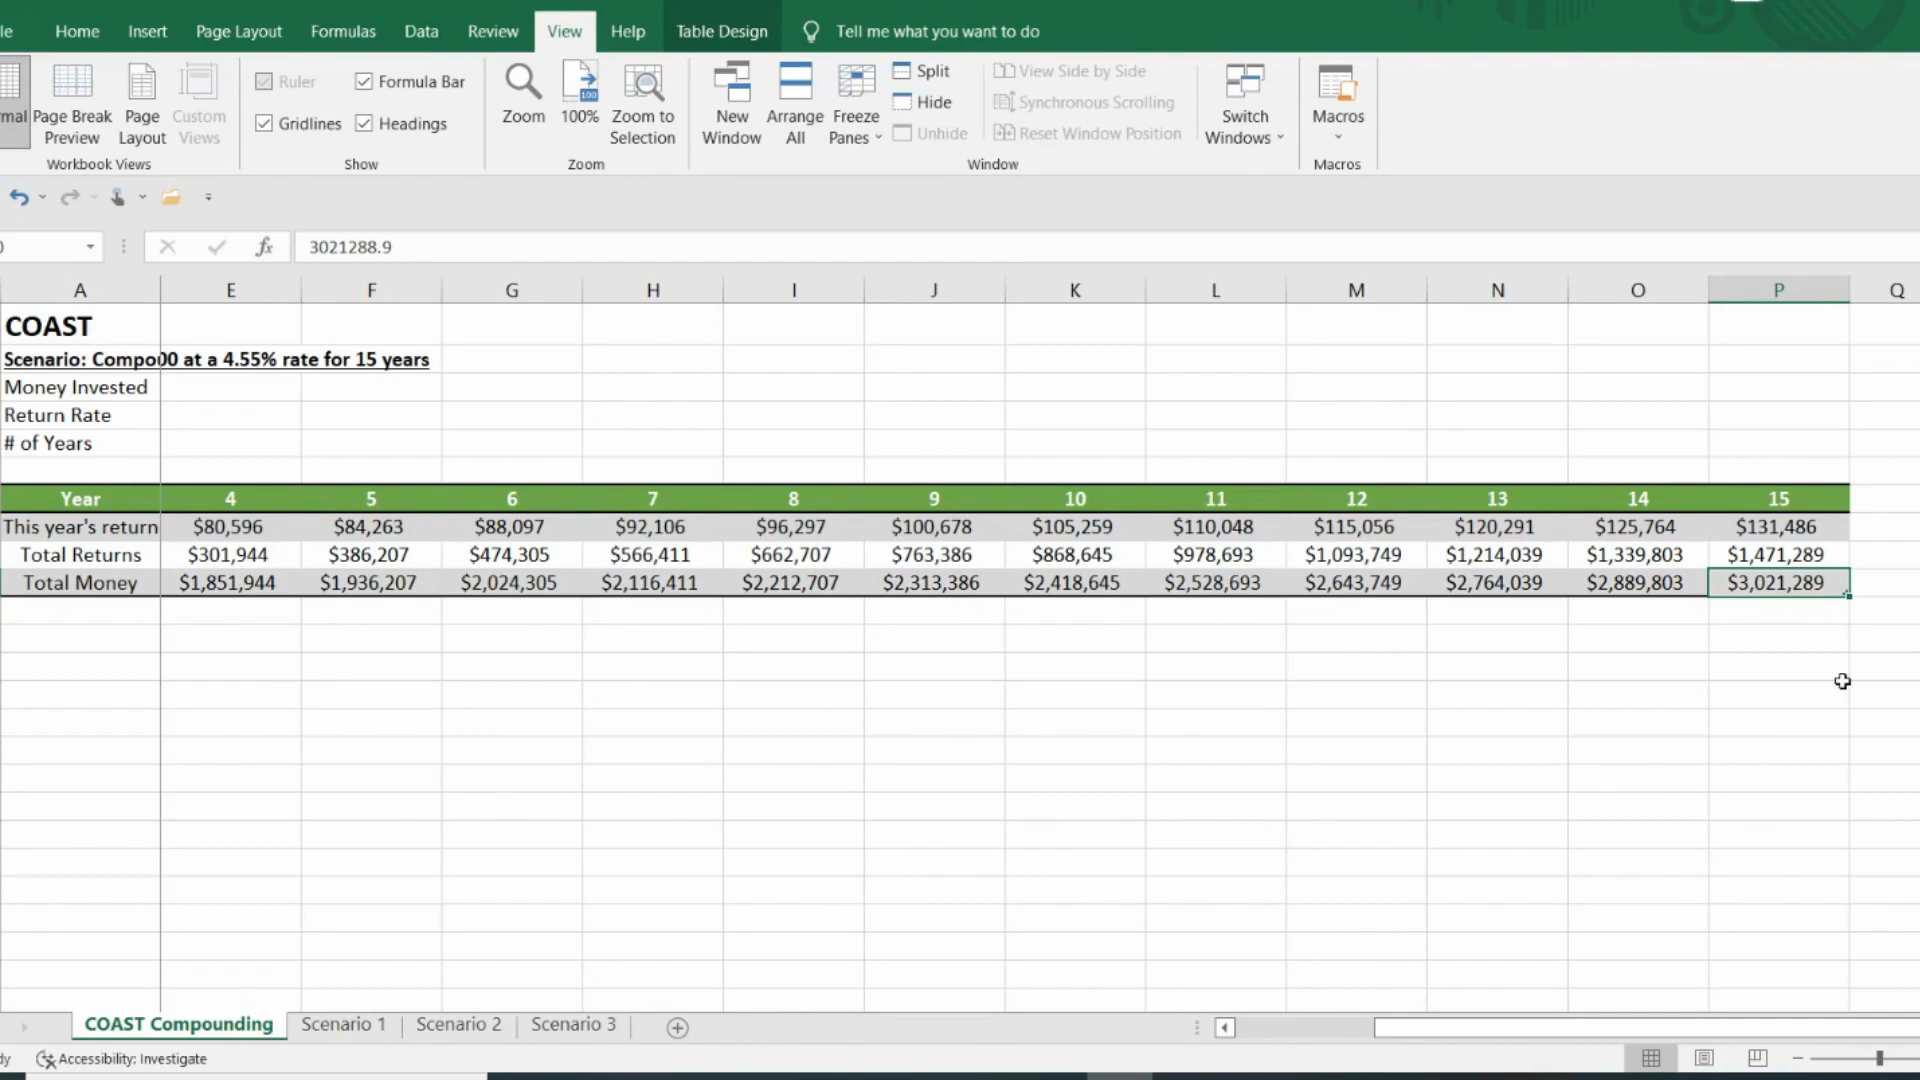 le Home Insert Page Layout Formulas Data Review View Help Table Design Tell me what you want to do
Ruler Formula Bar
Gridlines Headings
mal Page Break Preview Page Layout Custom Views
Zoom 100% Zoom to Selection
New Window Arrange All Freeze Panes
Split
Hide
Unhide
View Side by Side
Synchronous Scrolling
Reset Window Position
Switch Windows Macros
Workbook Views Show Zoom Window Macros
fx 3021288.9
A E F G H I J K L M N O P Q
COAST
Scenario: Compo00 at a 4.55% rate for 15 years
Money Invested
Return Rate
# of Years
Year 4 5 6 7 8 9 10 11 12 13 14 15
This year's return $80,596 $84,263 $88,097 $92,106 $96,297 $100,678 $105,259 $110,048 $115,056 $120,291 $125,764 $131,486
Total Returns $301,944 $386,207 $474,305 $566,411 $662,707 $763,386 $868,645 $978,693 $1,093,749 $1,214,039 $1,339,803 $1,471,289
Total Money $1,851,944 $1,936,207 $2,024,305 $2,116,411 $2,212,707 $2,313,386 $2,418,645 $2,528,693 $2,643,749 $2,764,039 $2,889,803 $3,021,289
COAST Compounding Scenario 1 Scenario 2 Scenario 3
dy Accessibility: Investigate